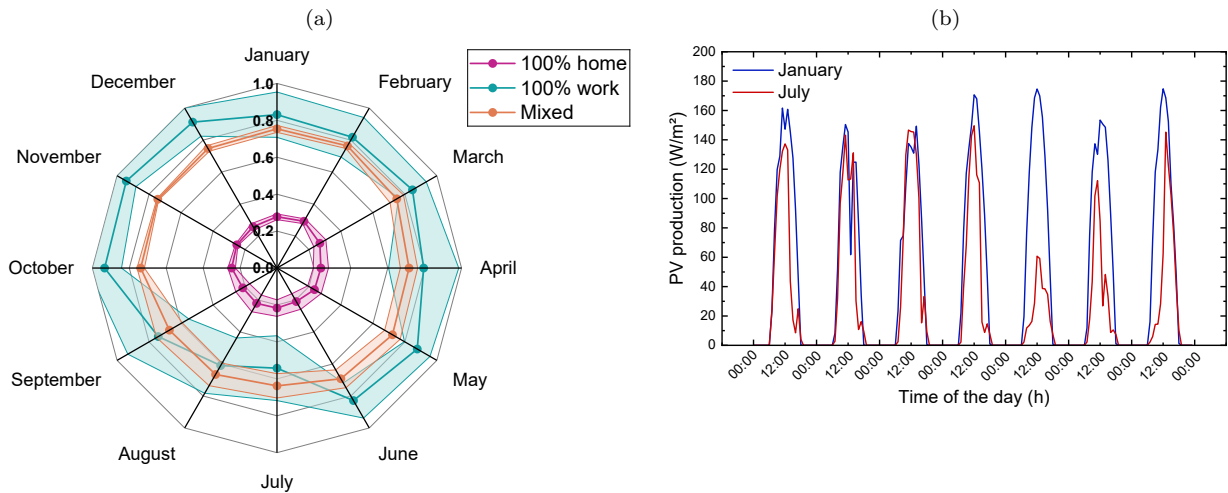 (a)
January
February
March
April
May
June
July
August
September
October
November
December
1.0
0.8
0.6
0.4
0.2
0.0
100% home
100% work
Mixed
(b)
PV production (W/m²)
200
180
160
140
120
100
80
60
40
20
0
January
July
00:00
12:00
00:00
12:00
00:00
12:00
00:00
12:00
00:00
12:00
00:00
12:00
00:00
12:00
00:00
Time of the day (h)